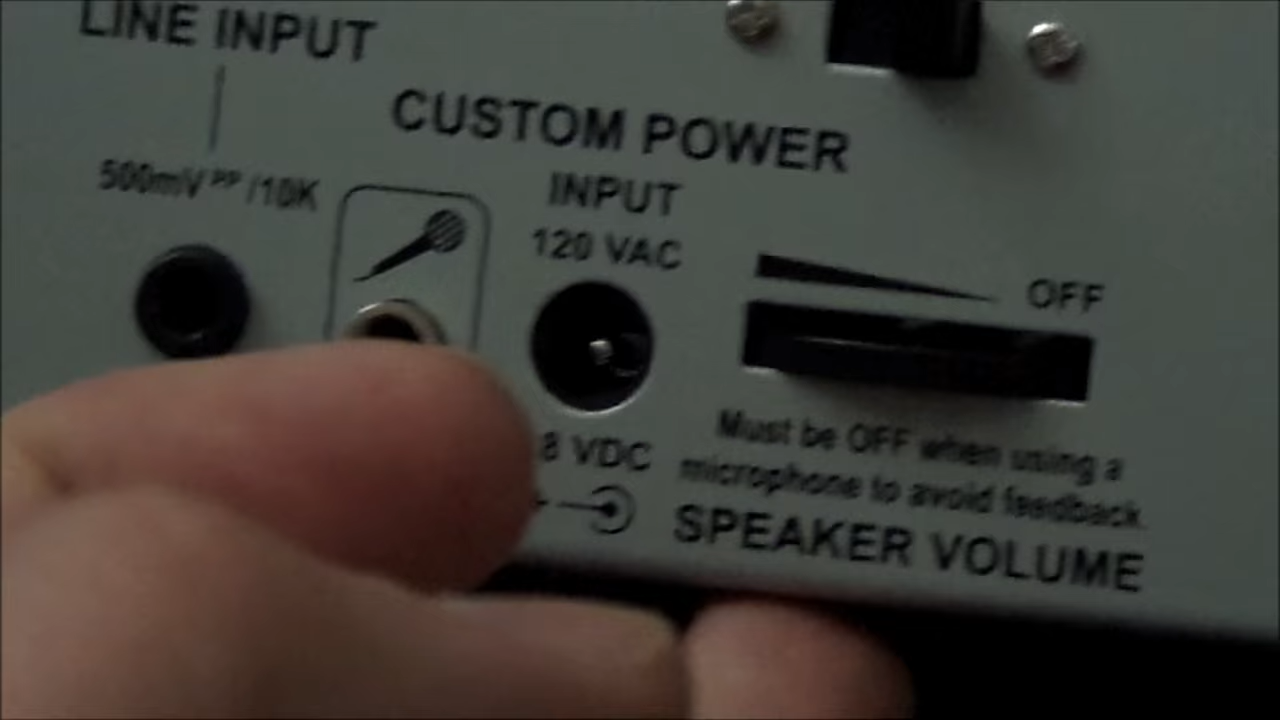 LINE INPUT
500mV PP /10K
CUSTOM POWER
INPUT
120 VAC
8 VDC
OFF
Must be OFF when using a
microphone to avoid feedback.
SPEAKER VOLUME